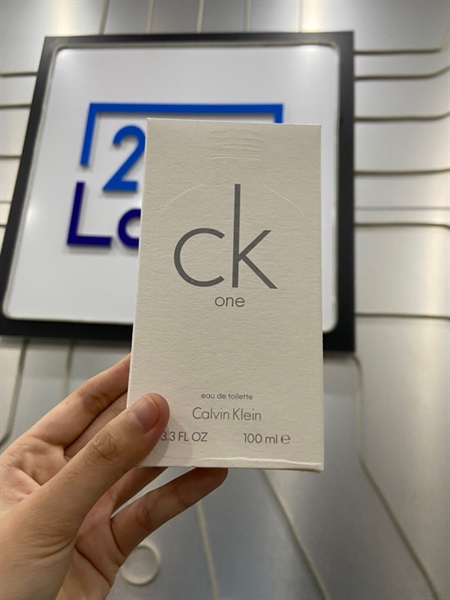 ck
one
eau de toilette
Calvin Klein
3.3 FL OZ 100 ml e